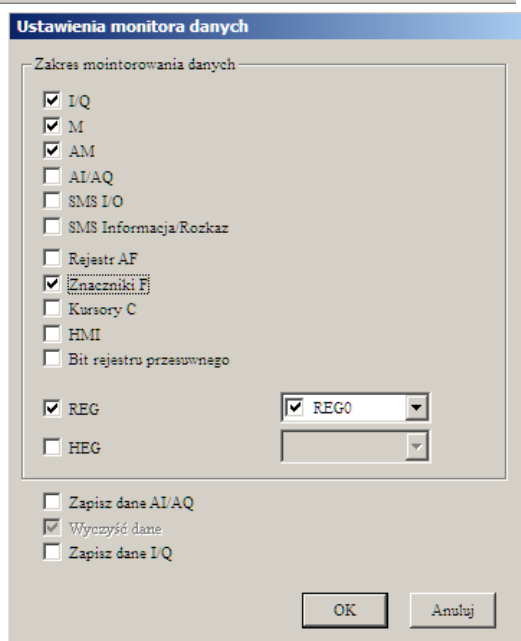 Ustawienia monitora danych
Zakres mointorowania danych
I/Q
M
AM
AI/AQ
SMS I/O
SMS Informacja/Rozkaz
Rejestr AF
Znaczniki F
Kursory C
HMI
Bit rejestru przesuwnego
REG REG0
HEG
Zapisz dane AI/AQ
Wyczyść dane
Zapisz dane I/Q
OK Anuluj